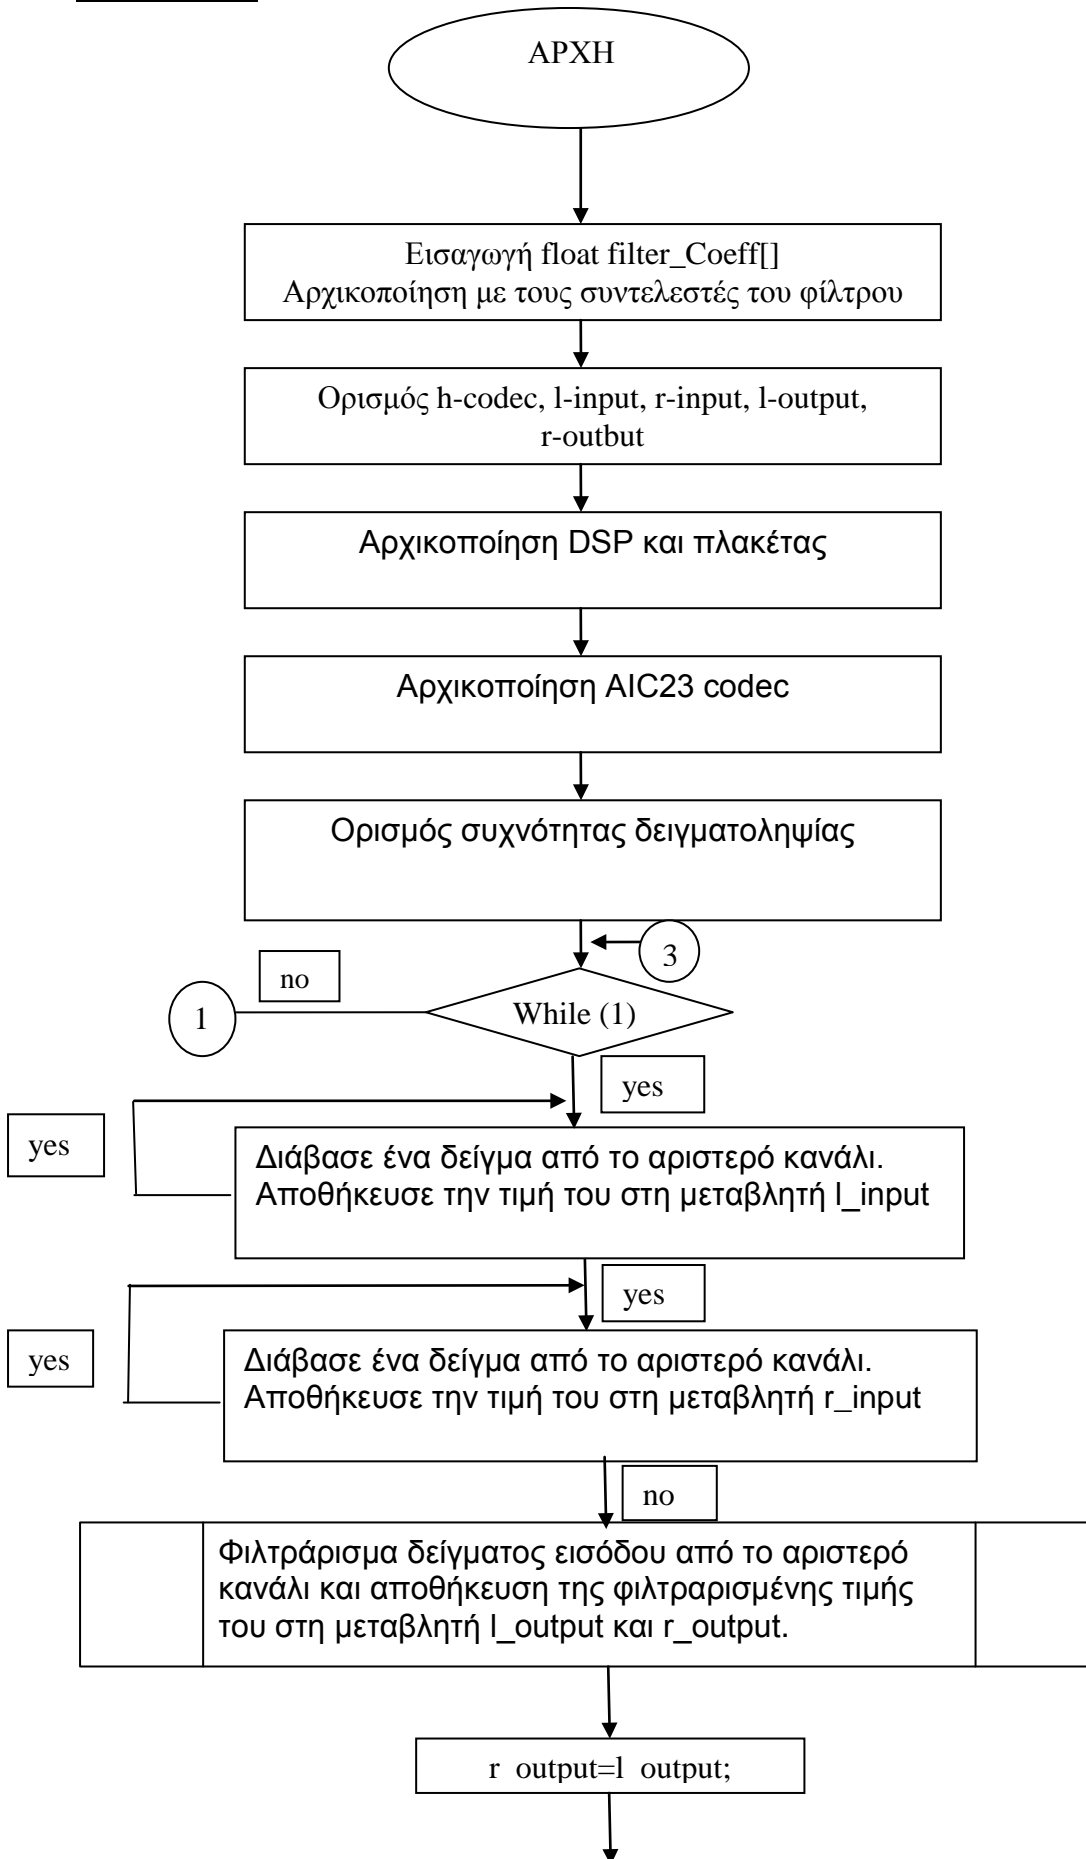 ΑΡΧΗ
Εισαγωγή float filter_Coeff[]
Αρχικοποίηση με τους συντελεστές του φίλτρου
Ορισμός h-codec, l-input, r-input, l-output,
r-outbut
Αρχικοποίηση DSP και πλακέτας
Αρχικοποίηση AIC23 codec
Ορισμός συχνότητας δειγματοληψίας
3
no
1
While (1)
yes
yes
Διάβασε ένα δείγμα από το αριστερό κανάλι.
Αποθήκευσε την τιμή του στη μεταβλητή l_input
yes
yes
Διάβασε ένα δείγμα από το αριστερό κανάλι.
Αποθήκευσε την τιμή του στη μεταβλητή r_input
no
Φιλτράρισμα δείγματος εισόδου από το αριστερό
κανάλι και αποθήκευση της φιλτραρισμένης τιμής
του στη μεταβλητή l_output και r_output.
r_output=l_output;